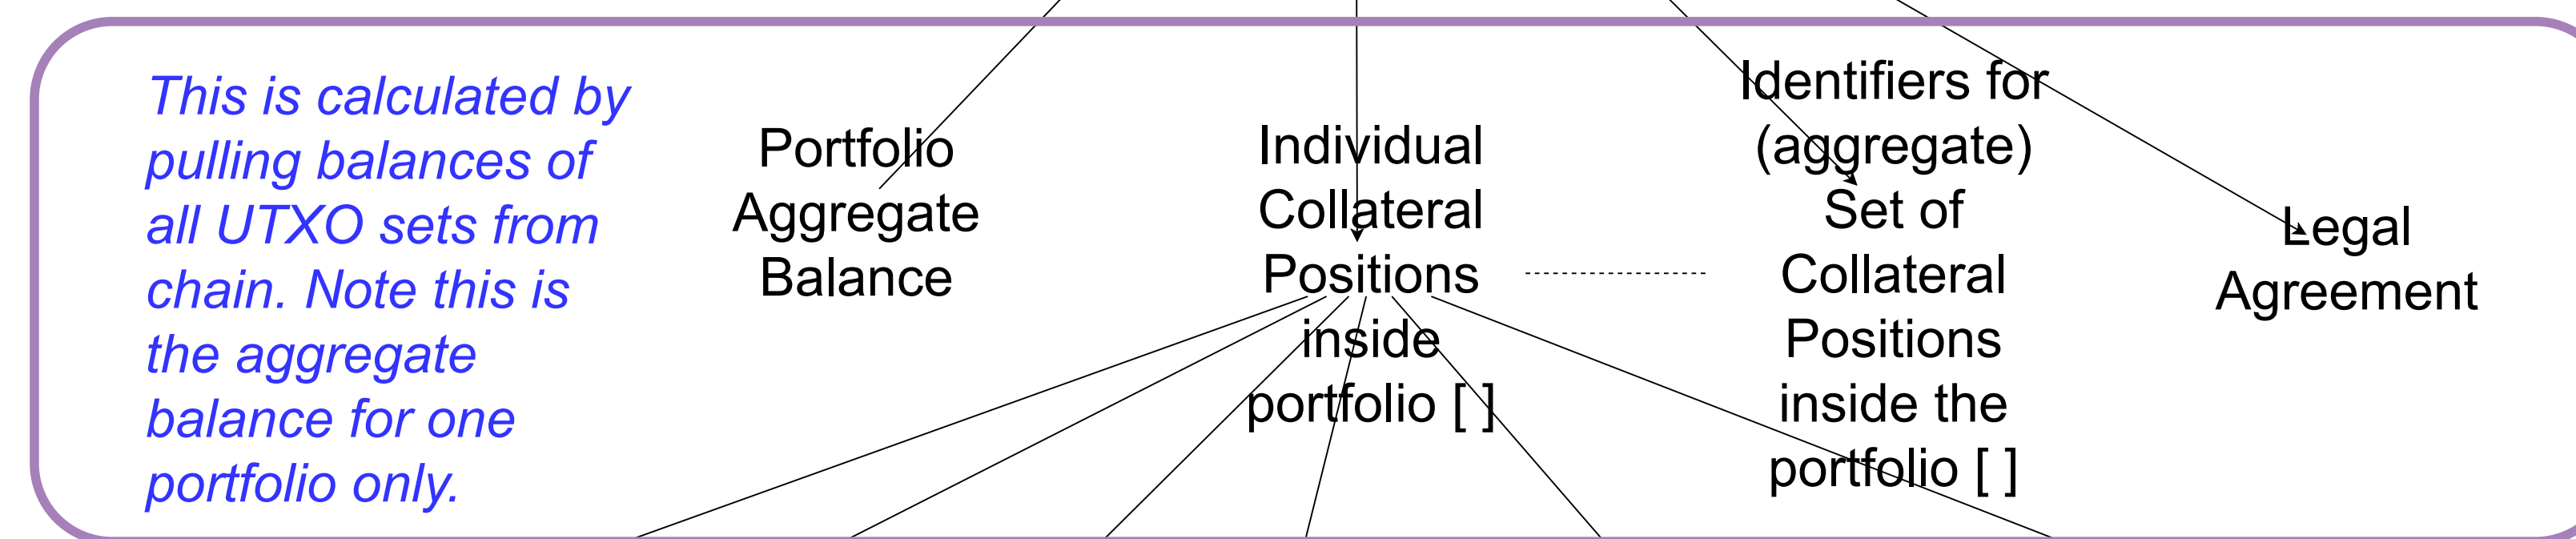 This is calculated by
pulling balances of
all UTXO sets from
chain. Note this is
the aggregate
balance for one
portfolio only.
Portfolio
Aggregate
Balance
Individual
Collateral
Positions
inside
portfolio [ ]
Identifiers for
(aggregate)
Set of
Collateral
Positions
inside the
portfolio [ ]
Legal
Agreement